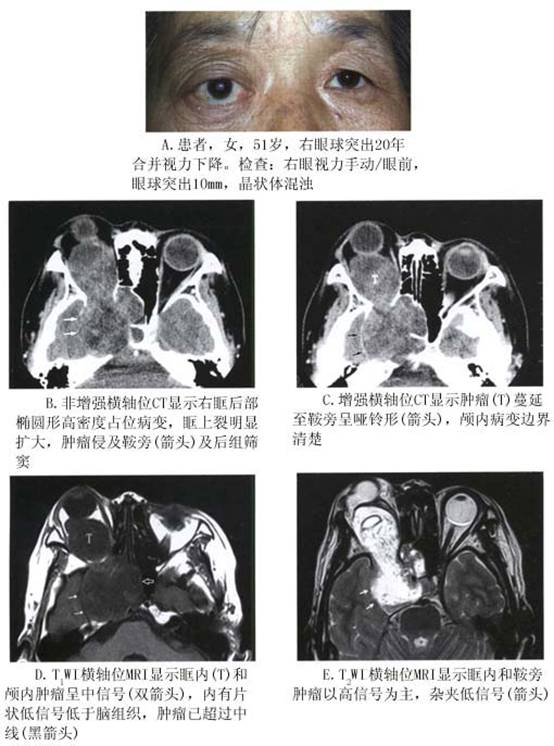 A.患者，女，51岁，右眼球突出20年
合并视力下降。检查：右眼视力手动/眼前，
眼球突出10mm，晶状体混浊
T
B.非增强横轴位CT显示右眶后部
椭圆形高密度占位病变，眶上裂明显
扩大，肿瘤侵及鞍旁(箭头)及后组筛
窦
C.增强横轴位CT显示肿瘤(T)蔓延
至鞍旁呈哑铃形(箭头)，颅内病变边界
清楚
T
D.T1WI横轴位MRI显示眶内(T)和
颅内肿瘤呈中信号(双箭头)，内有片
状低信号低于脑组织，肿瘤已超过中
线(黑箭头)
E.T2WI横轴位MRI显示眶内和鞍旁
肿瘤以高信号为主，杂夹低信号(箭头)